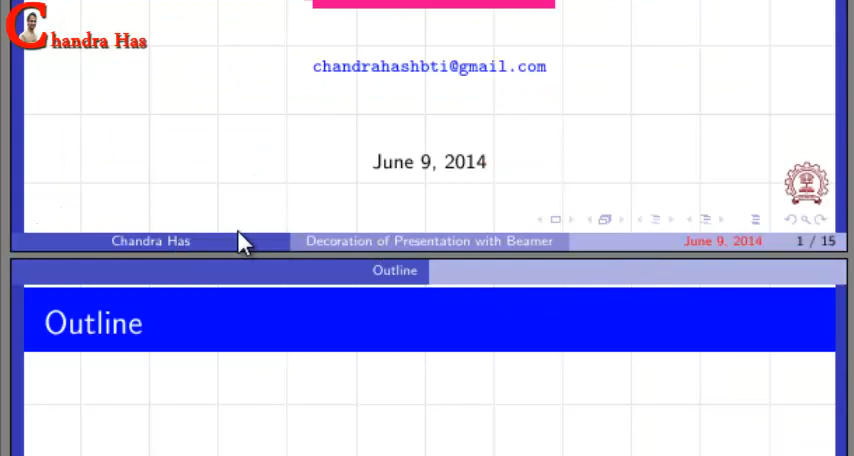 Chandra Has
chandrahashbti@gmail.com
June 9, 2014
Chandra Has Decoration of Presentation with Beamer June 9, 2014 1 / 15
Outline
Outline